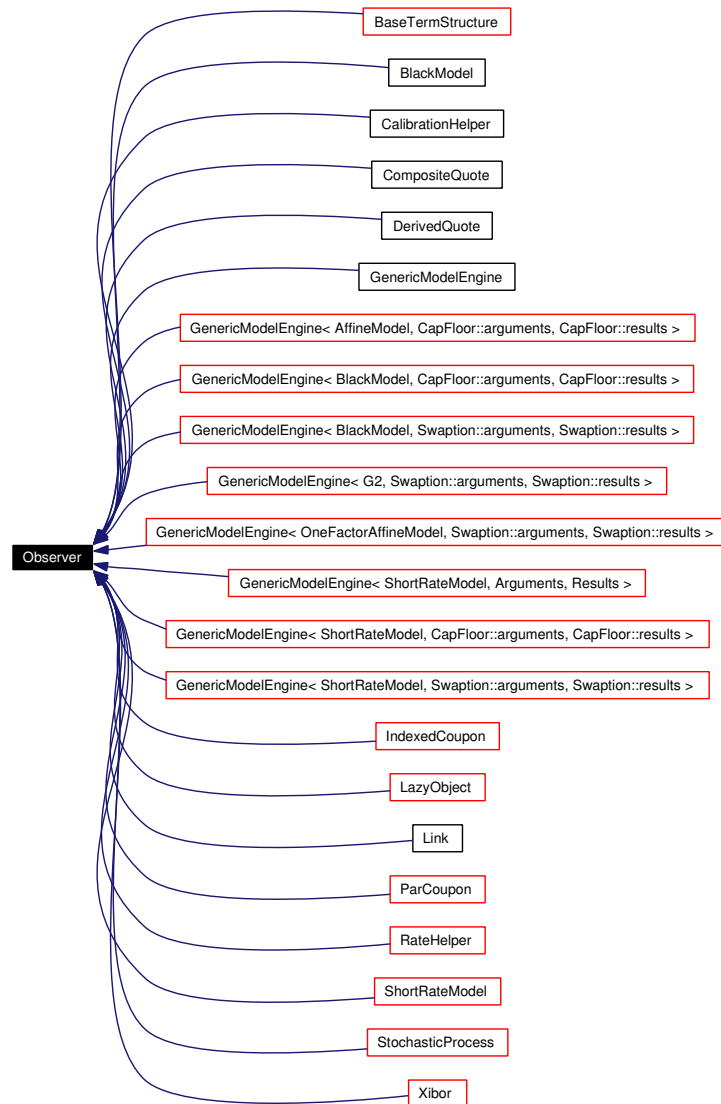 BaseTermStructure
BlackModel
CalibrationHelper
CompositeQuote
DerivedQuote
GenericModelEngine
GenericModelEngine< AffineModel, CapFloor::arguments, CapFloor::results >
GenericModelEngine< BlackModel, CapFloor::arguments, CapFloor::results >
GenericModelEngine< BlackModel, Swaption::arguments, Swaption::results >
GenericModelEngine< G2, Swaption::arguments, Swaption::results >
GenericModelEngine< OneFactorAffineModel, Swaption::arguments, Swaption::results >
Observer
GenericModelEngine< ShortRateModel, Arguments, Results >
GenericModelEngine< ShortRateModel, CapFloor::arguments, CapFloor::results >
GenericModelEngine< ShortRateModel, Swaption::arguments, Swaption::results >
IndexedCoupon
LazyObject
Link
ParCoupon
RateHelper
ShortRateModel
StochasticProcess
Xibor